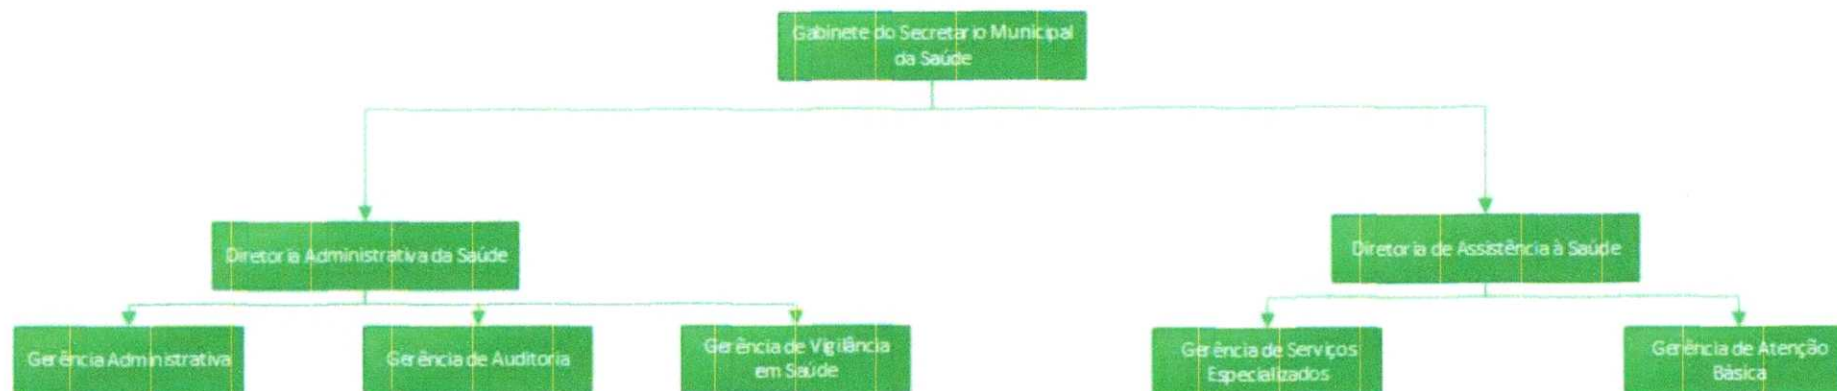 Gabinete do Secretario Municipal
da Saúde
Diretoria Administrativa da Saúde
Diretoria de Assistência à Saúde
Gerência Administrativa
Gerência de Auditoria
Gerência de Vigilância
em Saúde
Gerência de Serviços
Especializados
Gerência de Atenção
Básica